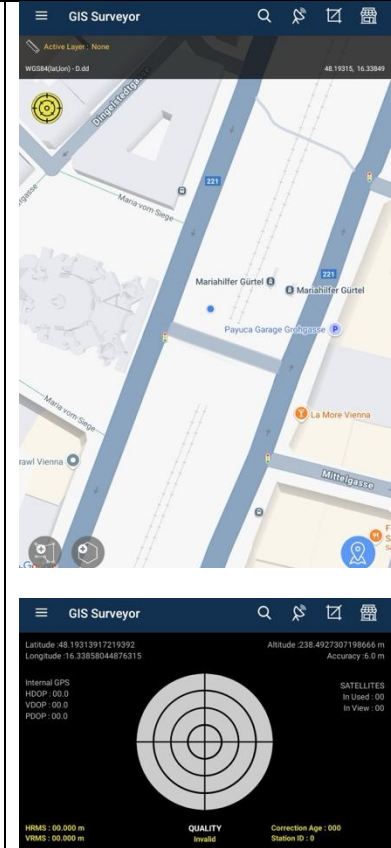 GIS Surveyor
Active Layer : None
WGS84(lat,lon) - D.dd
48.19315, 16.33849
Dingelstedtga
221
Maria vom Siege
Mariahilfer Gürtel
221
Mariahilfer Gürtel
Payuca Garage Grohgasse
P
La More Vienna
Maria vom Siege
rawl Vienna
Mittelgasse
F
S
GIS Surveyor
Latitude :48.19313917219392
Altitude :238.4927307198666 m
Longitude :16.33858044876315
Accuracy :6.0 m
Internal GPS
SATELLITES
HDOP : 00.0
In Used : 00
VDOP : 00.0
In View : 00
PDOP : 00.0
HRMS : 00.000 m
QUALITY
Correction Age : 000
VRMS : 00.000 m
Invalid
Station ID : 0